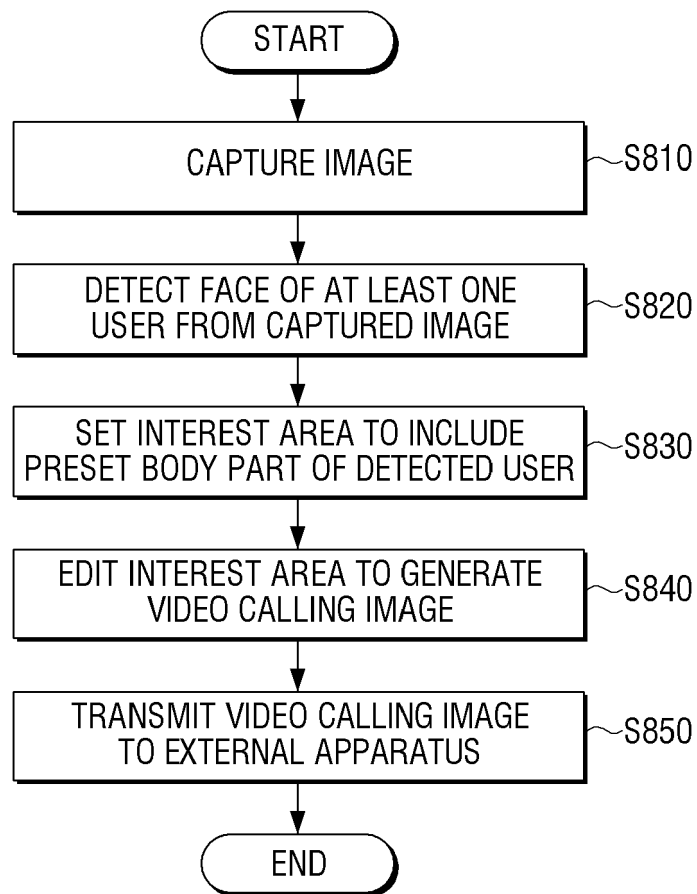 START
CAPTURE IMAGE
S810
DETECT FACE OF AT LEAST ONE
USER FROM CAPTURED IMAGE
S820
SET INTEREST AREA TO INCLUDE
PRESET BODY PART OF DETECTED USER
S830
EDIT INTEREST AREA TO GENERATE
VIDEO CALLING IMAGE
S840
TRANSMIT VIDEO CALLING IMAGE
TO EXTERNAL APPARATUS
S850
END